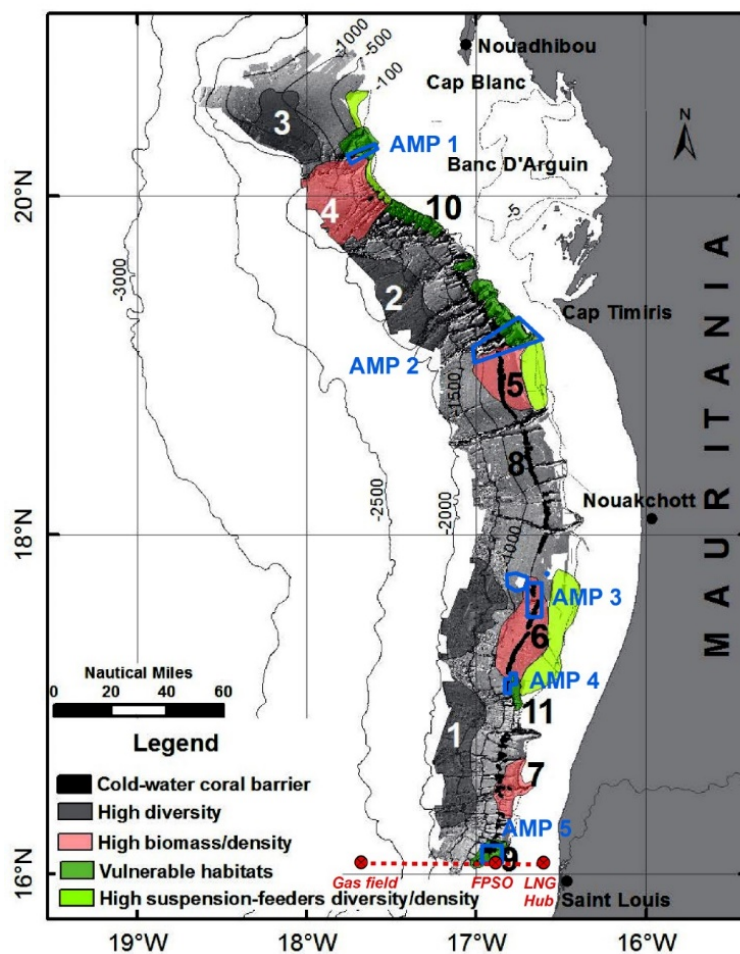 -1000
-500
-100
Nouadhibou
Cap Blanc
3
AMP 1
Banc D'Arguin
N
20°N
4
10
-5
-3000
2
Cap Timiris
AMP 2
5
-1500
8
-2500
-2000
Nouakchott
1000
18°N
AMP 3
6
MAURITANIA
Nautical Miles
0 20 40 60
AMP 4
11
1
7
Legend
Cold-water coral barrier
High diversity
High biomass/density
Vulnerable habitats
High suspension-feeders diversity/density
AMP 5
9
16°N
Gas field
FPSO
LNG
Hub
Saint Louis
19°W 18°W 17°W 16°W